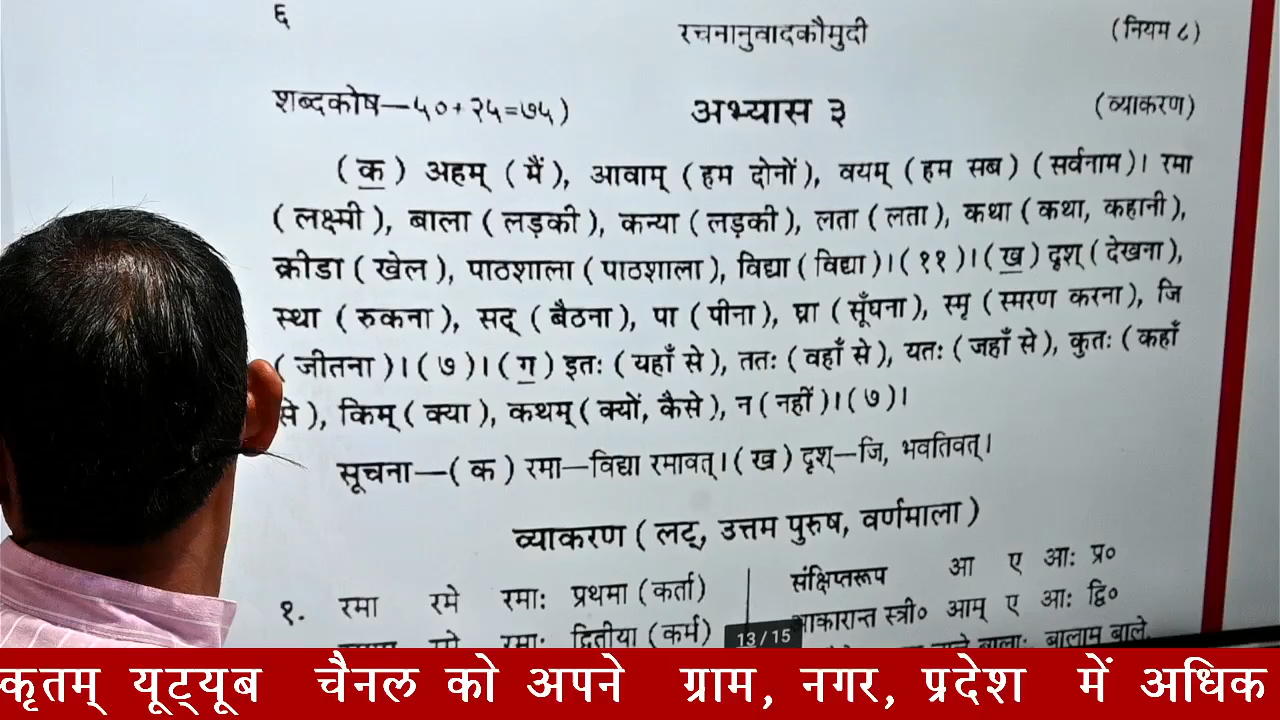 ६ रचनानुवादकौमुदी (नियम ८)
शब्दकोष—५०+२५=७५) अभ्यास ३ (व्याकरण)
(क) अहम् (मैं), आवाम् (हम दोनों), वयम् (हम सब) (सर्वनाम)। रमा
(लक्ष्मी), बाला (लड़की), कन्या (लड़की), लता (लता), कथा (कथा, कहानी),
क्रीडा (खेल), पाठशाला (पाठशाला), विद्या (विद्या)।(११)।(ख) दृश् (देखना),
स्था (रुकना), सद् (बैठना), पा (पीना), घ्रा (सूँघना), स्मृ (स्मरण करना), जि
(जीतना)।(७)।(ग) इतः (यहाँ से), ततः (वहाँ से), यतः (जहाँ से), कुतः (कहाँ
से), किम् (क्या), कथम् (क्यों, कैसे), न (नहीं)।(७)।
सूचना—(क) रमा—विद्या रमावत्।(ख) दृश्—जि, भवतिवत्।
व्याकरण (लट्, उत्तम पुरुष, वर्णमाला)
१. रमा रमे रमाः प्रथमा (कर्ता) संक्षिप्तरूप आ ए आः प्र०
रमाः द्वितीया (कर्म) आकारान्त स्त्री० आम् ए आः द्वि०
बालाः बालाम् बाले
13/15
कृतम् यूट्यूब चैनल को अपने ग्राम, नगर, प्रदेश में अधिक